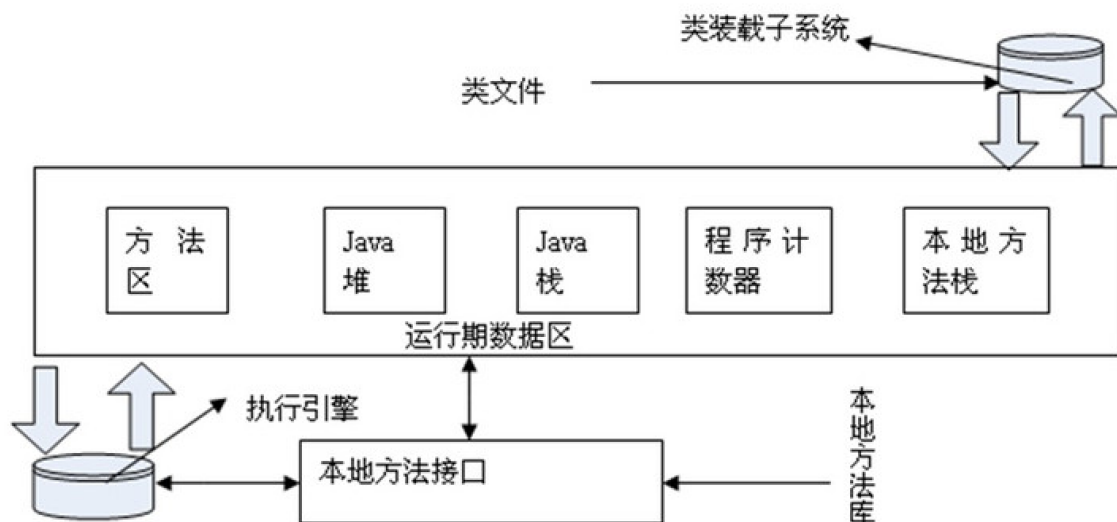 类装载子系统
类文件
方法
区
Java
堆
Java
栈
程序计
数器
本地方
法栈
运行期数据区
执行引擎
本地方法接口
本地方法库